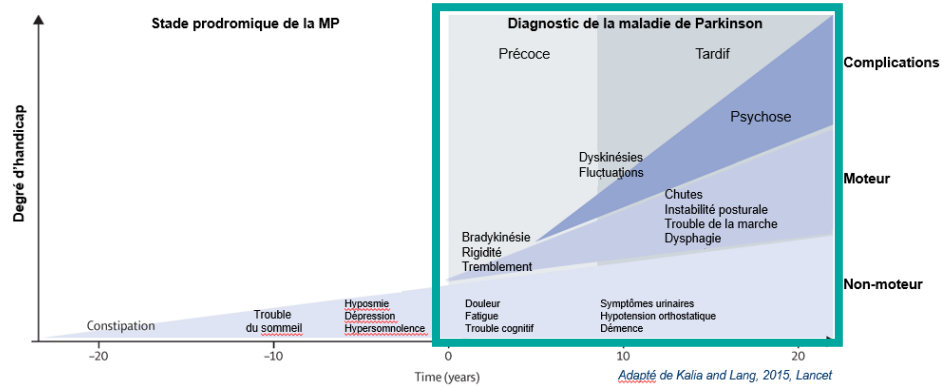 Stade prodromique de la MP
Diagnostic de la maladie de Parkinson
Précoce
Tardif
Complications
Psychose
Degré d'handicap
Dyskinésies
Fluctuations
Moteur
Chutes
Instabilité posturale
Trouble de la marche
Dysphagie
Bradykinésie
Rigidité
Tremblement
Non-moteur
Constipation
Trouble
du sommeil
Hyposmie
Dépression
Hypersomnolence
Douleur
Fatigue
Trouble cognitif
Symptômes urinaires
Hypotension orthostatique
Démence
–20
–10
0
10
20
Time (years)
Adapté de Kalia and Lang, 2015, Lancet